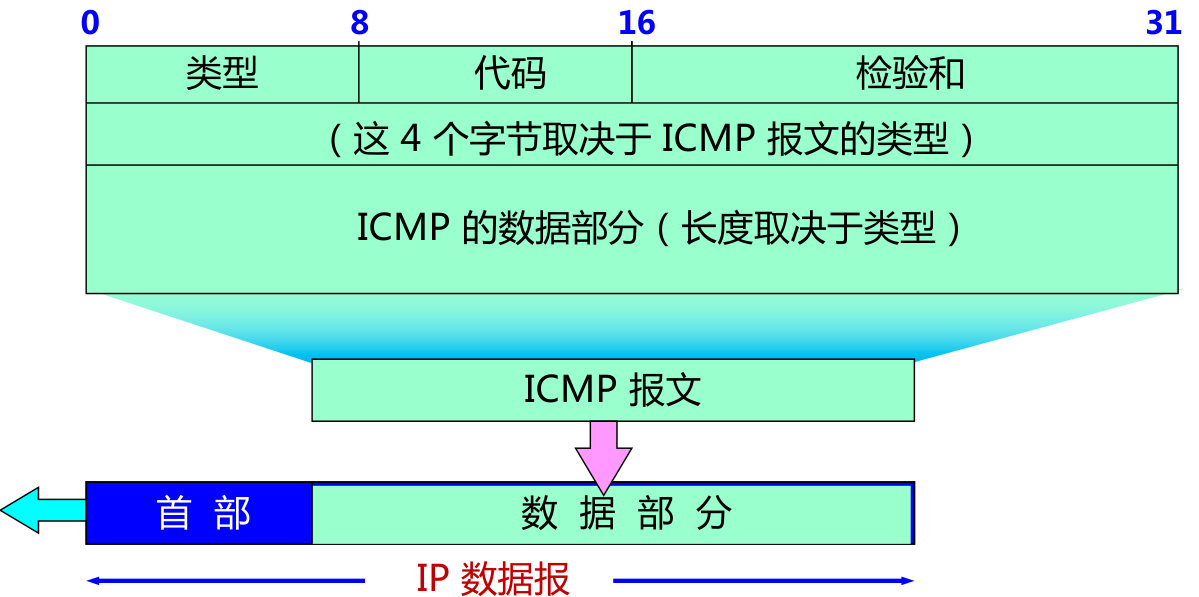 0 8 16 31
类型 代码 检验和
（这 4 个字节取决于 ICMP 报文的类型）
ICMP 的数据部分（长度取决于类型）
ICMP 报文
首 部 数 据 部 分
IP 数据报